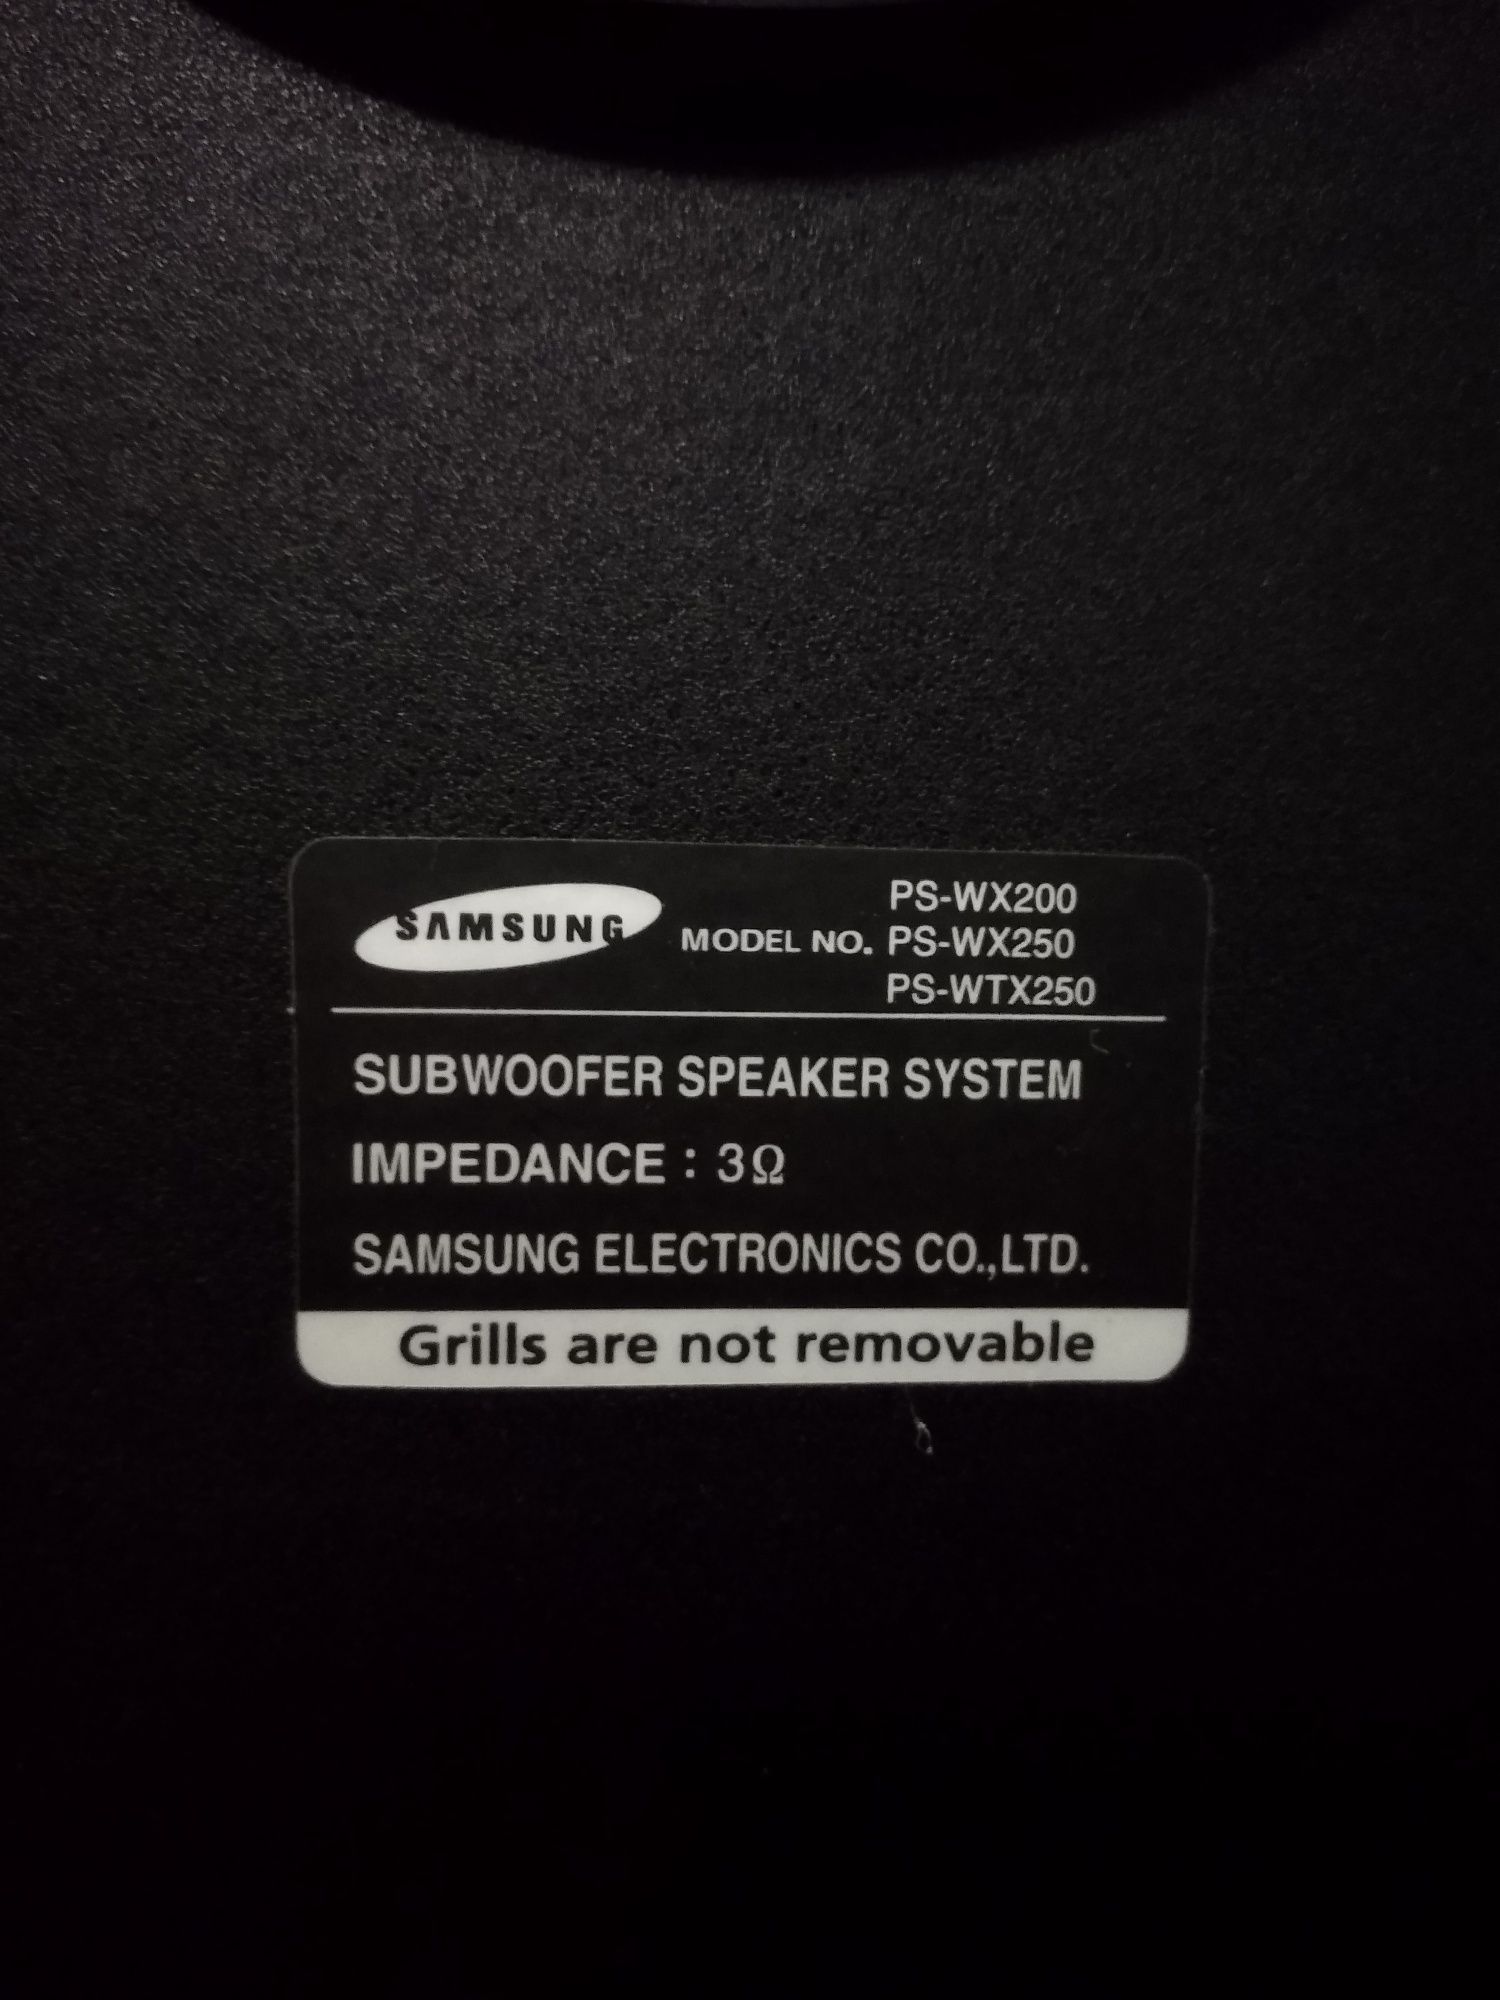 SAMSUNG
PS-WX200
MODEL NO. PS-WX250
PS-WTX250
SUBWOOFER SPEAKER SYSTEM
IMPEDANCE : 3Ω
SAMSUNG ELECTRONICS CO.,LTD.
Grills are not removable